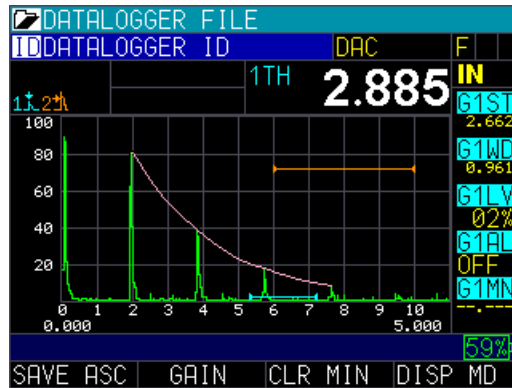 DATALOGGER FILE
ID DATALOGGER ID DAC F
1TH 2.885 IN
1 2
G1ST
2.662
G1WD
0.961
G1LV
02%
G1AL
OFF
G1MN
--.---
100
80
60
40
20
0 1 2 3 4 5 6 7 8 9 10
0.000 5.000
59%
SAVE ASC GAIN CLR MIN DISP MD